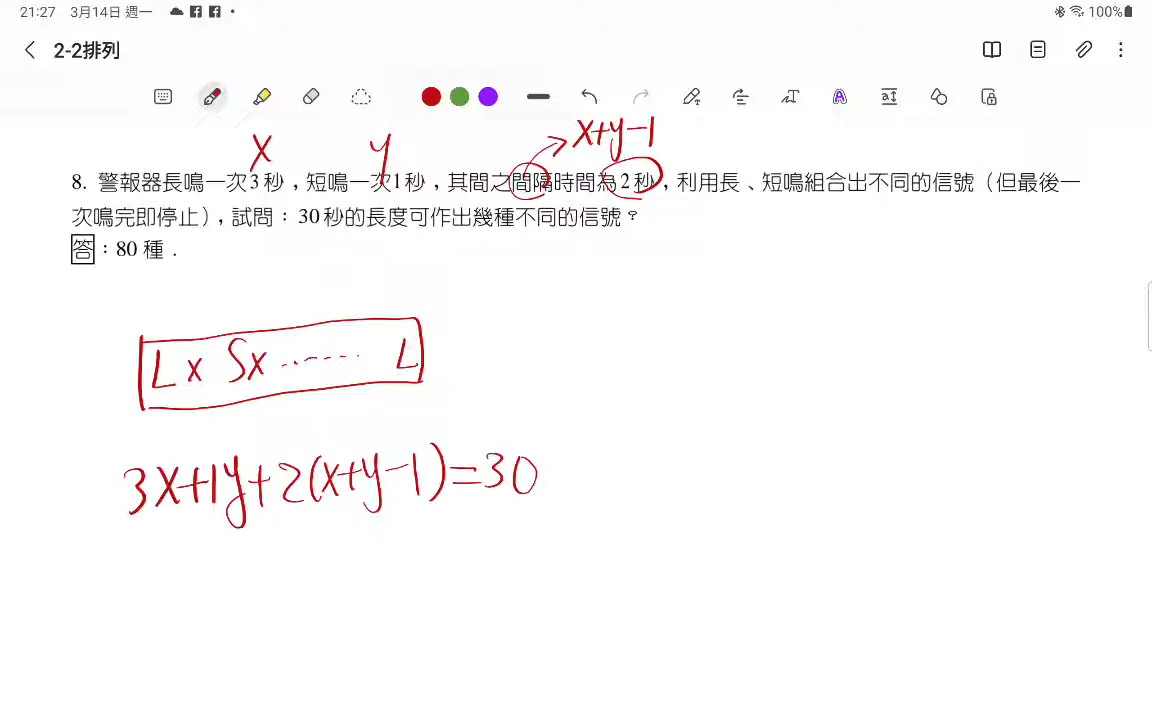 21:27 3月14日 週一 100%
2-2排列
x y x+y-1
8. 警報器長鳴一次3秒，短鳴一次1秒，其間之間隔時間為2秒，利用長、短鳴組合出不同的信號（但最後一
次鳴完即停止），試問：30秒的長度可作出幾種不同的信號？
答：80種．
L x S x ...... L
3x+1y+2(x+y-1)=30